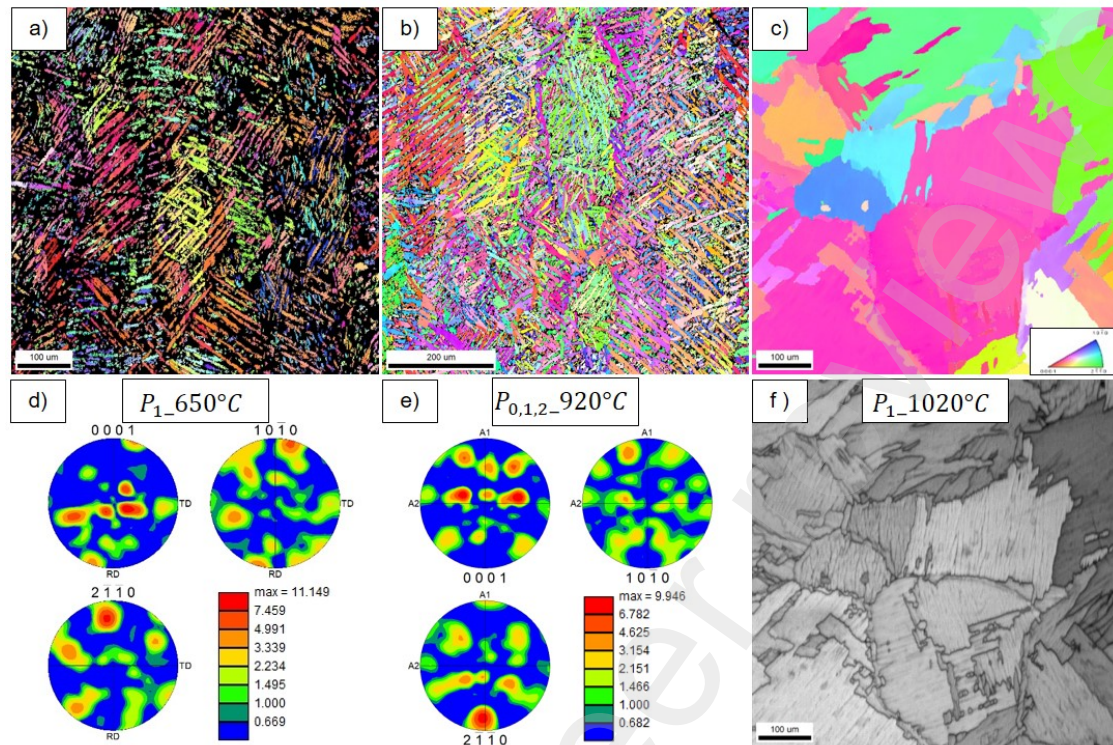 a)
100 um
b)
200 um
c)
100 um
0001
2110
d)
P₁_650°C
0 0 0 1
1 0 1̄ 0
TD
TD
RD
RD
2 1̄ 1̄ 0
TD
RD
max = 11.149
7.459
4.991
3.339
2.234
1.495
1.000
0.669
e)
P₀,₁,₂_920°C
A1
A1
A2
A2
0 0 0 1
1 0 1̄ 0
A1
A2
2 1̄ 1̄ 0
max = 9.946
6.782
4.625
3.154
2.151
1.466
1.000
0.682
f)
P₁_1020°C
100 um